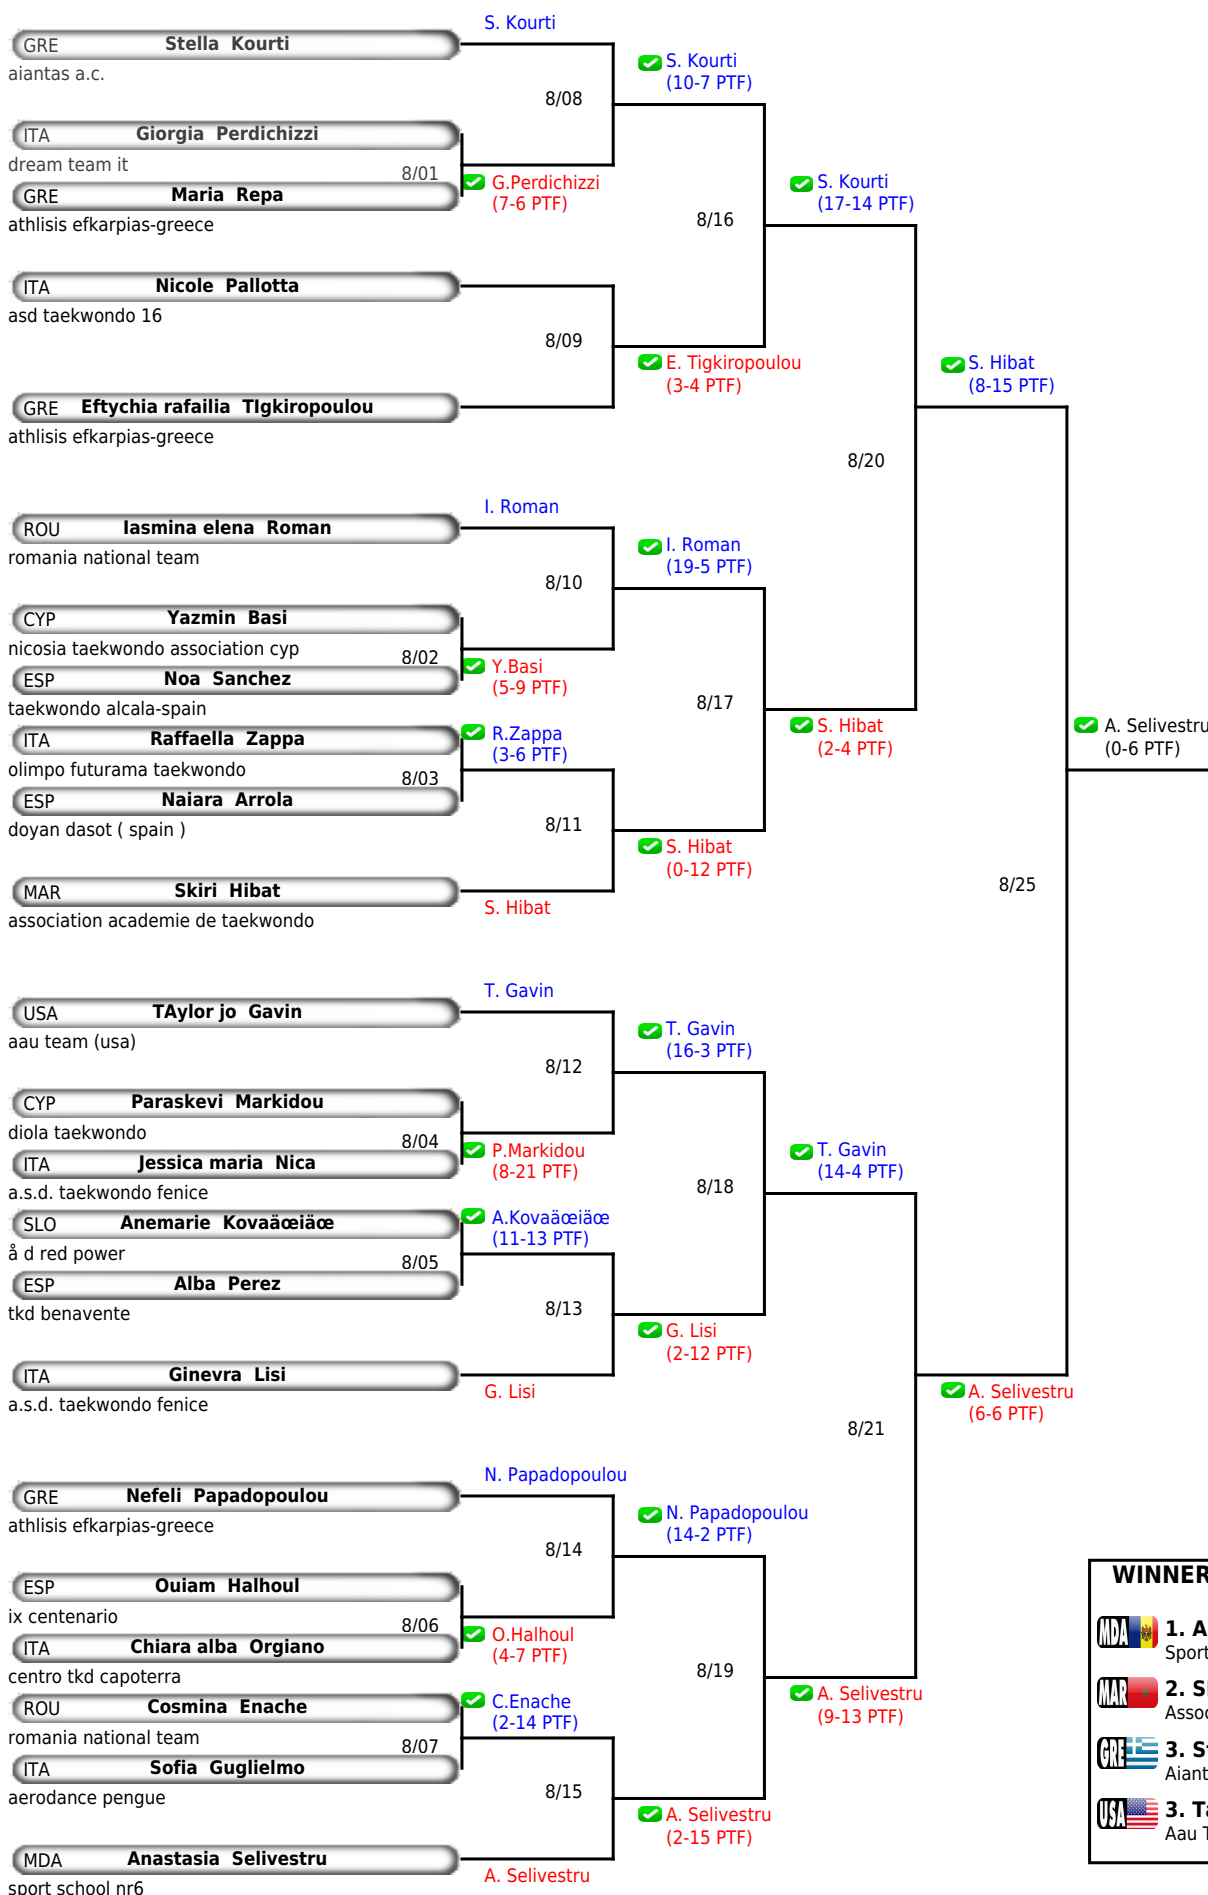 S. Kourti
GRE Stella Kourti
aiantas a.c.
S. Kourti
(10-7 PTF)
8/08
ITA Giorgia Perdichizzi
dream team it
8/01
G.Perdichizzi
(7-6 PTF)
GRE Maria Repa
athlisis efkarpias-greece
S. Kourti
(17-14 PTF)
8/16
ITA Nicole Pallotta
asd taekwondo 16
8/09
E. Tigkiropoulou
(3-4 PTF)
S. Hibat
(8-15 PTF)
GRE Eftychia rafailia TIgkiropoulou
athlisis efkarpias-greece
8/20
I. Roman
ROU Iasmina elena Roman
romania national team
I. Roman
(19-5 PTF)
8/10
CYP Yazmin Basi
nicosia taekwondo association cyp
8/02
Y.Basi
(5-9 PTF)
ESP Noa Sanchez
taekwondo alcala-spain
8/17
ITA Raffaella Zappa
olimpo futurama taekwondo
R.Zappa
(3-6 PTF)
S. Hibat
(2-4 PTF)
A. Selivestru
(0-6 PTF)
8/03
ESP Naiara Arrola
doyan dasot ( spain )
8/11
S. Hibat
(0-12 PTF)
MAR Skiri Hibat
association academie de taekwondo
S. Hibat
8/25
T. Gavin
USA TAylor jo Gavin
aau team (usa)
T. Gavin
(16-3 PTF)
8/12
CYP Paraskevi Markidou
diola taekwondo
8/04
P.Markidou
(8-21 PTF)
ITA Jessica maria Nica
a.s.d. taekwondo fenice
T. Gavin
(14-4 PTF)
8/18
SLO Anemarie Kovaäœiäœ
å d red power
A.Kovaäœiäœ
(11-13 PTF)
8/05
ESP Alba Perez
tkd benavente
8/13
G. Lisi
(2-12 PTF)
ITA Ginevra Lisi
a.s.d. taekwondo fenice
G. Lisi
A. Selivestru
(6-6 PTF)
8/21
N. Papadopoulou
GRE Nefeli Papadopoulou
athlisis efkarpias-greece
N. Papadopoulou
(14-2 PTF)
8/14
ESP Ouiam Halhoul
ix centenario
8/06
O.Halhoul
(4-7 PTF)
ITA Chiara alba Orgiano
centro tkd capoterra
8/19
A. Selivestru
(9-13 PTF)
ROU Cosmina Enache
romania national team
C.Enache
(2-14 PTF)
8/07
ITA Sofia Guglielmo
aerodance pengue
8/15
A. Selivestru
(2-15 PTF)
MDA Anastasia Selivestru
sport school nr6
A. Selivestru
WINNER
MDA 1. A
Sport
MAR 2. S
Assoc
GRE 3. St
Aiant
USA 3. Ta
Aau T